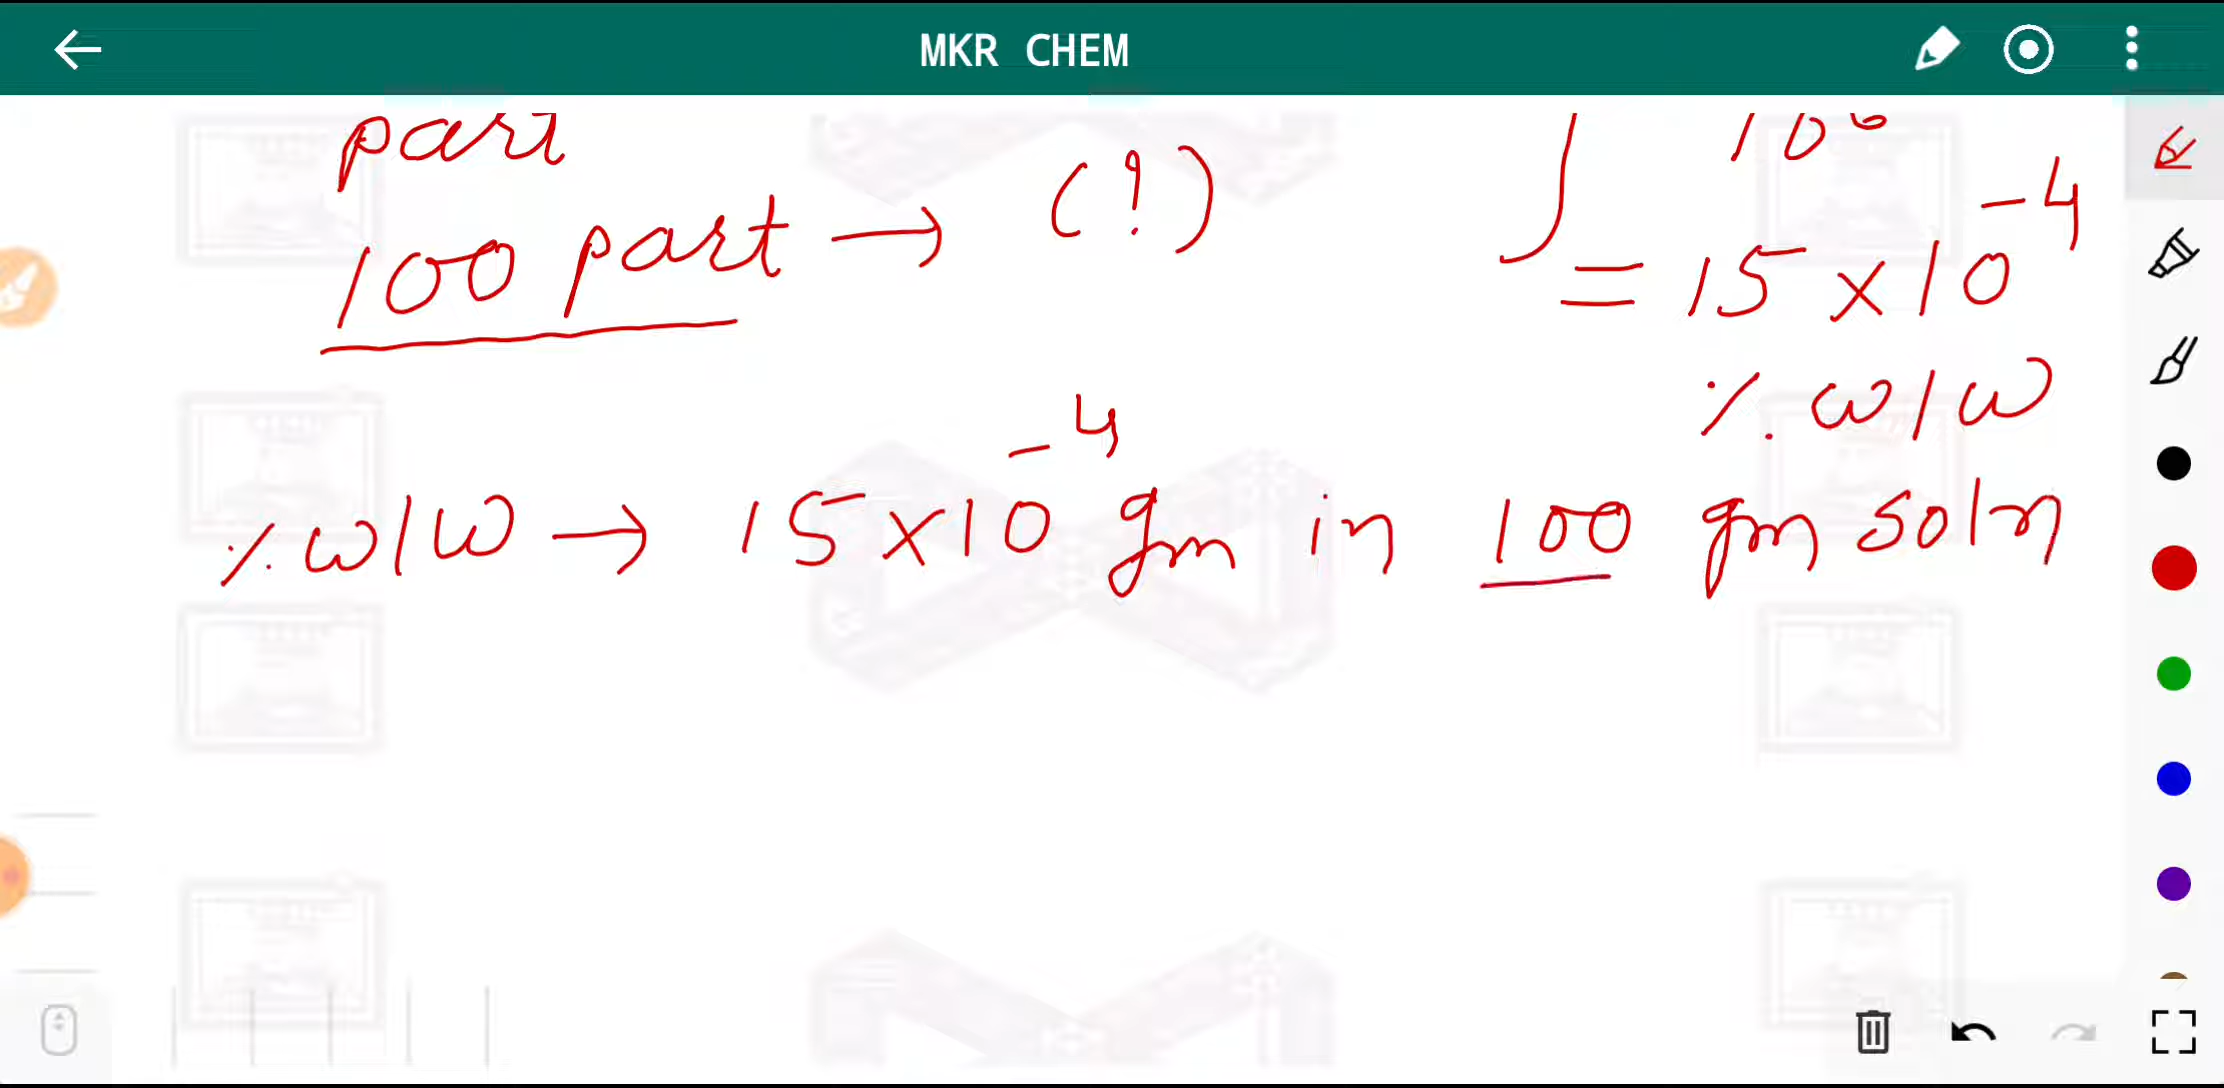 MKR CHEM
part
10⁶
100 part → (?)
= 15 × 10⁻⁴
% w/w
% w/w → 15 × 10⁻⁴ gm in 100 gm soln